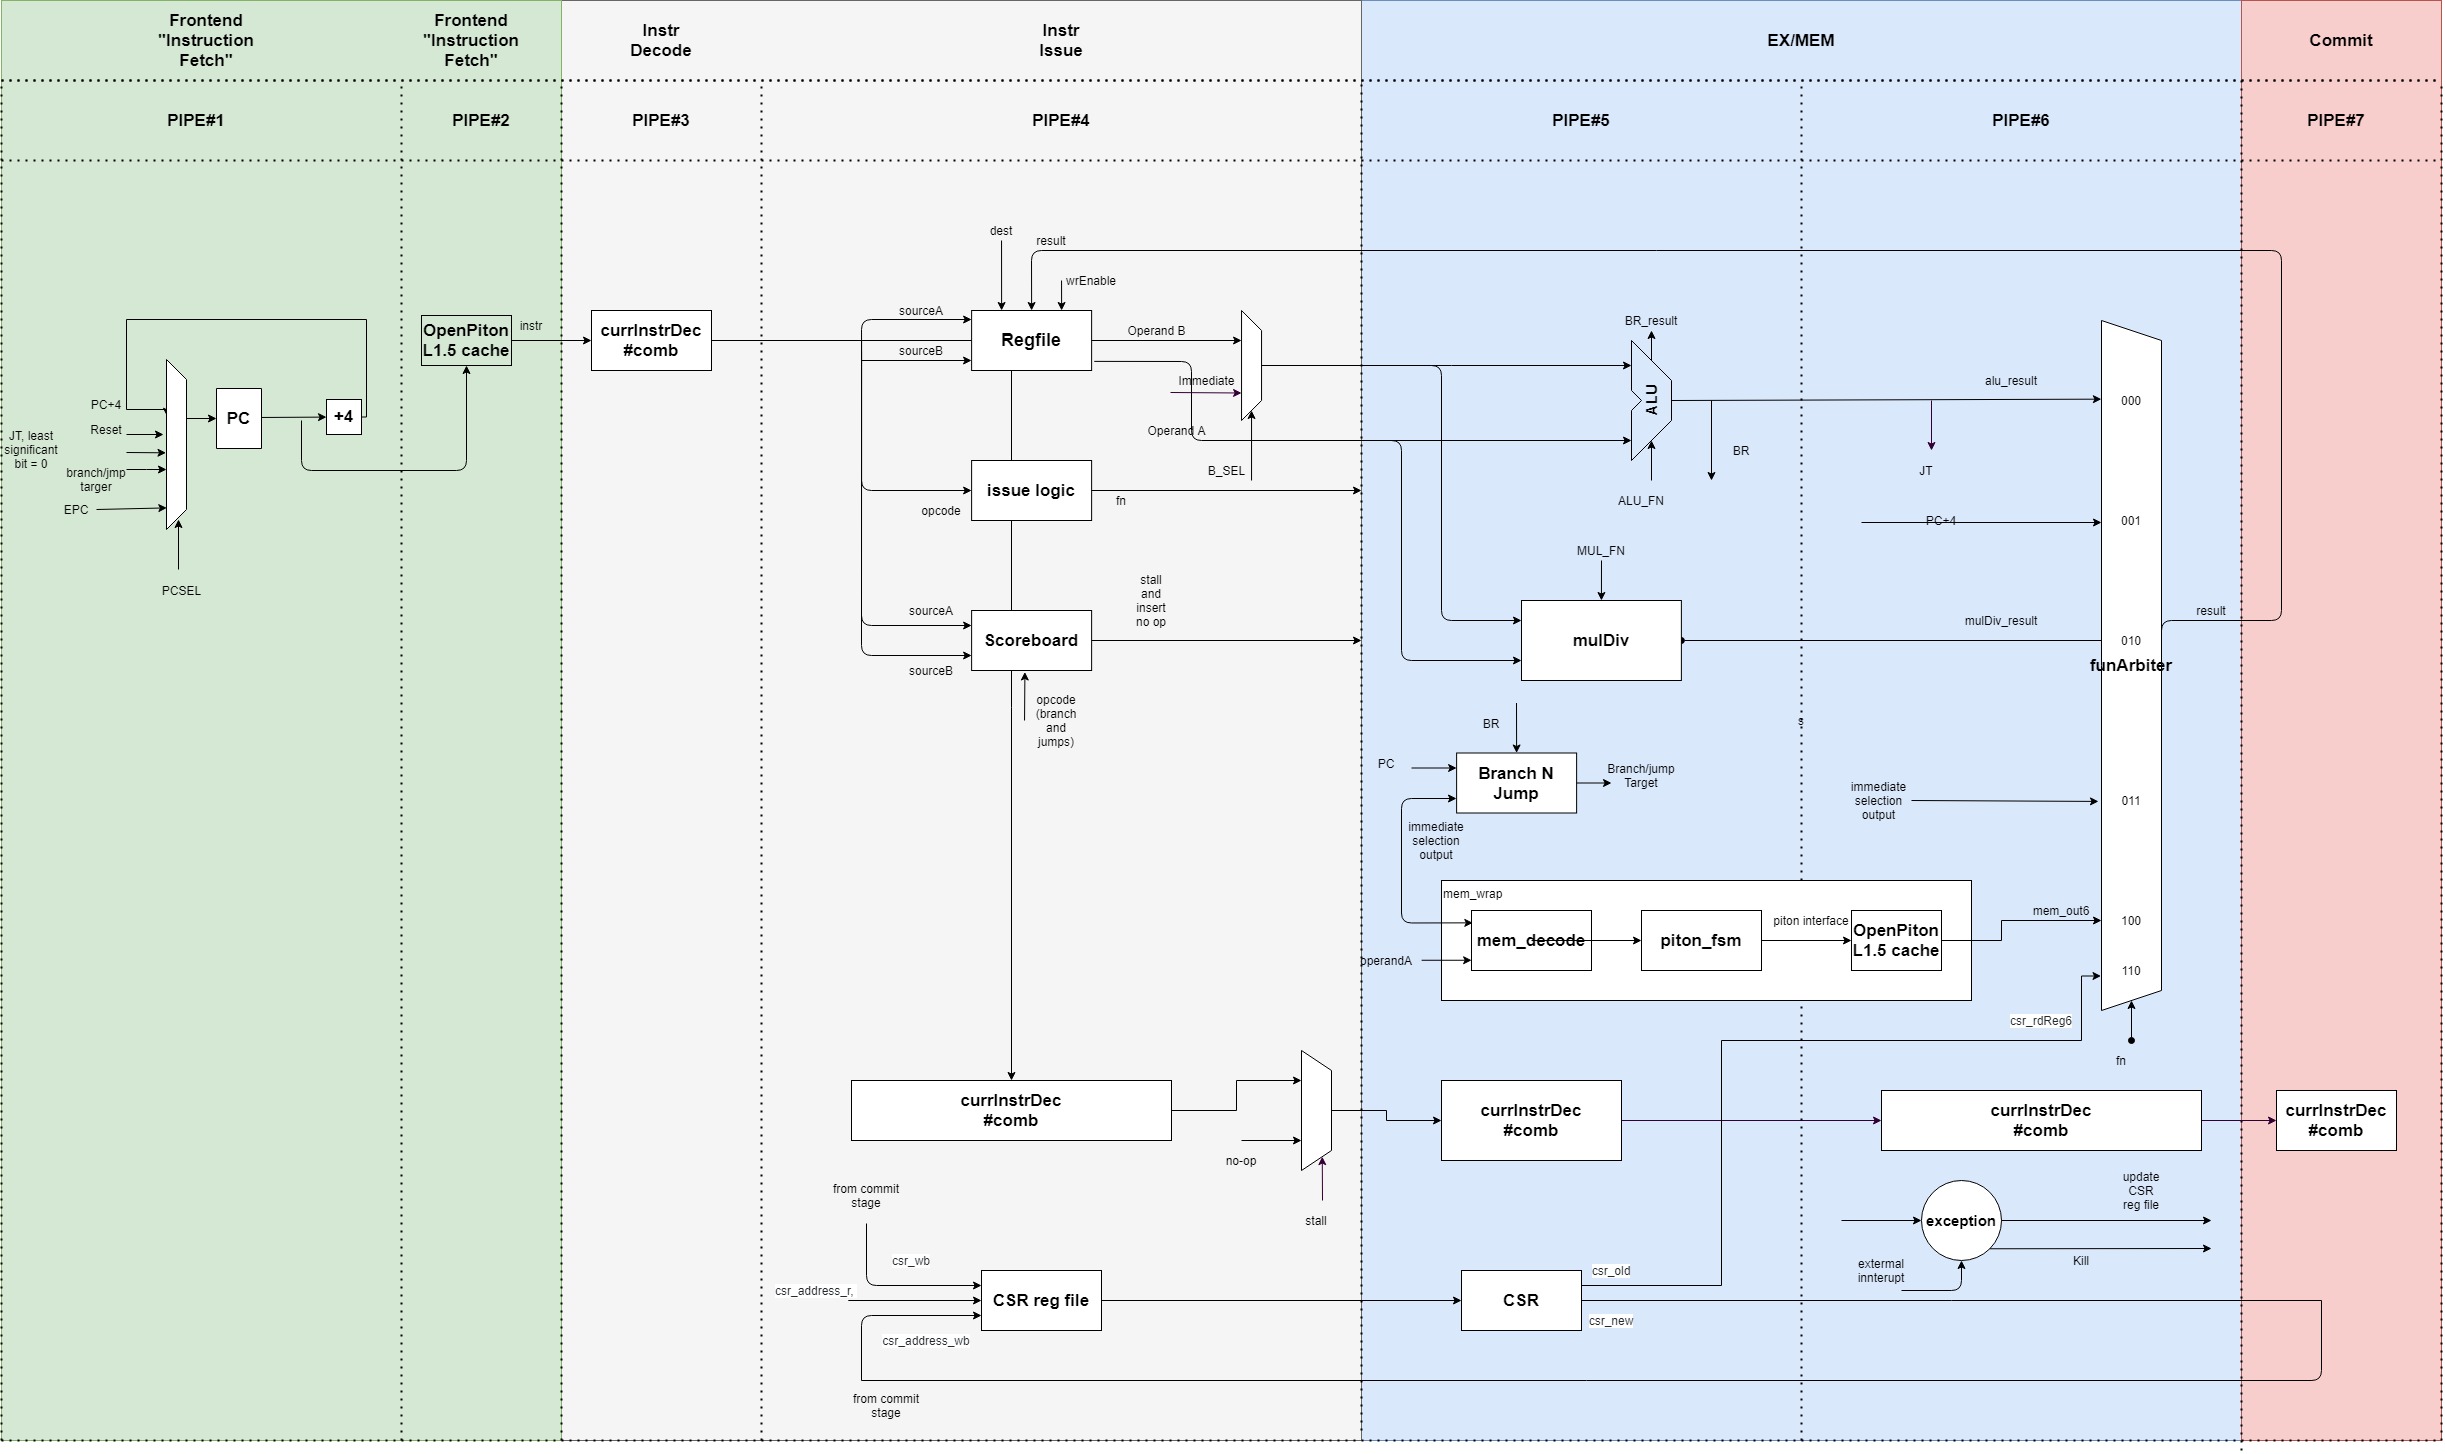 Frontend
"Instruction
Fetch"
Frontend
"Instruction
Fetch"
Instr
Decode
Instr
Issue
EX/MEM
Commit
PIPE#1
PIPE#2
PIPE#3
PIPE#4
PIPE#5
PIPE#6
PIPE#7
PC+4
Reset
JT, least
significant
bit = 0
branch/jmp
targer
EPC
PCSEL
PC
+4
OpenPiton
L1.5 cache
instr
currInstrDec
#comb
dest
result
wrEnable
sourceA
sourceB
Regfile
Operand B
Immediate
Operand A
B_SEL
opcode
issue logic
fn
sourceA
sourceB
Scoreboard
stall
and
insert
no op
opcode
(branch
and
jumps)
currInstrDec
#comb
no-op
stall
from commit
stage
csr_wb
csr_address_r,
csr_address_wb
from commit
stage
CSR reg file
BR_result
ALU
ALU_FN
BR
alu_result
JT
PC+4
MUL_FN
mulDiv
mulDiv_result
BR
PC
Branch N
Jump
Branch/jump
Target
s
immediate
selection
output
immediate
selection
output
mem_wrap
mem_decode
operandA
piton_fsm
piton interface
OpenPiton
L1.5 cache
mem_out6
csr_rdReg6
000
001
010
funArbiter
011
100
110
fn
result
currInstrDec
#comb
currInstrDec
#comb
currInstrDec
#comb
exception
external
innterupt
update
CSR
reg file
Kill
CSR
csr_old
csr_new